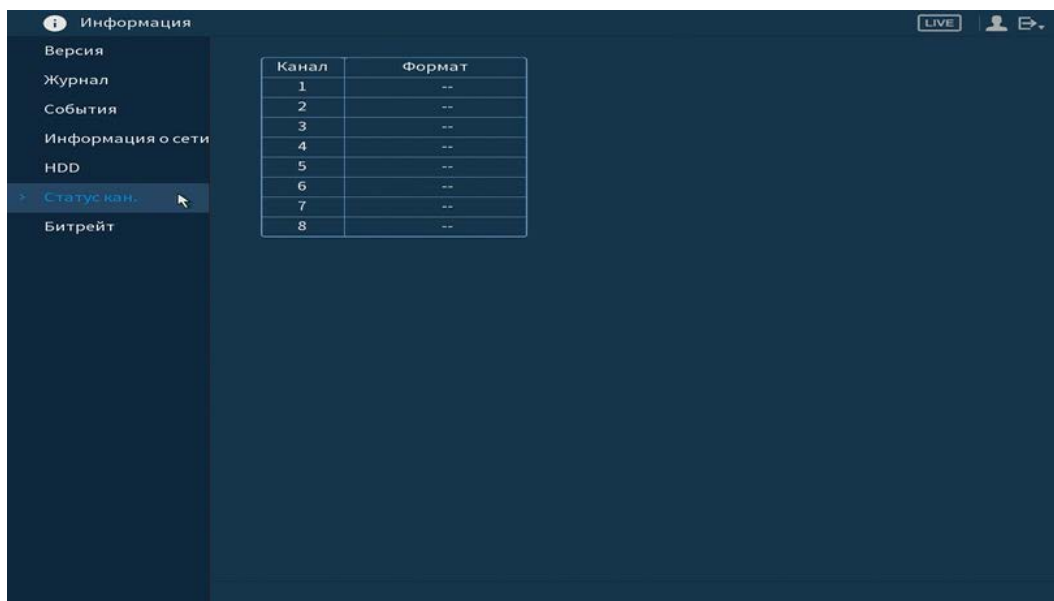 Информация
LIVE
Версия
Журнал
События
Информация о сети
HDD
> Статус кан.
Битрейт
Канал Формат
1 --
2 --
3 --
4 --
5 --
6 --
7 --
8 --